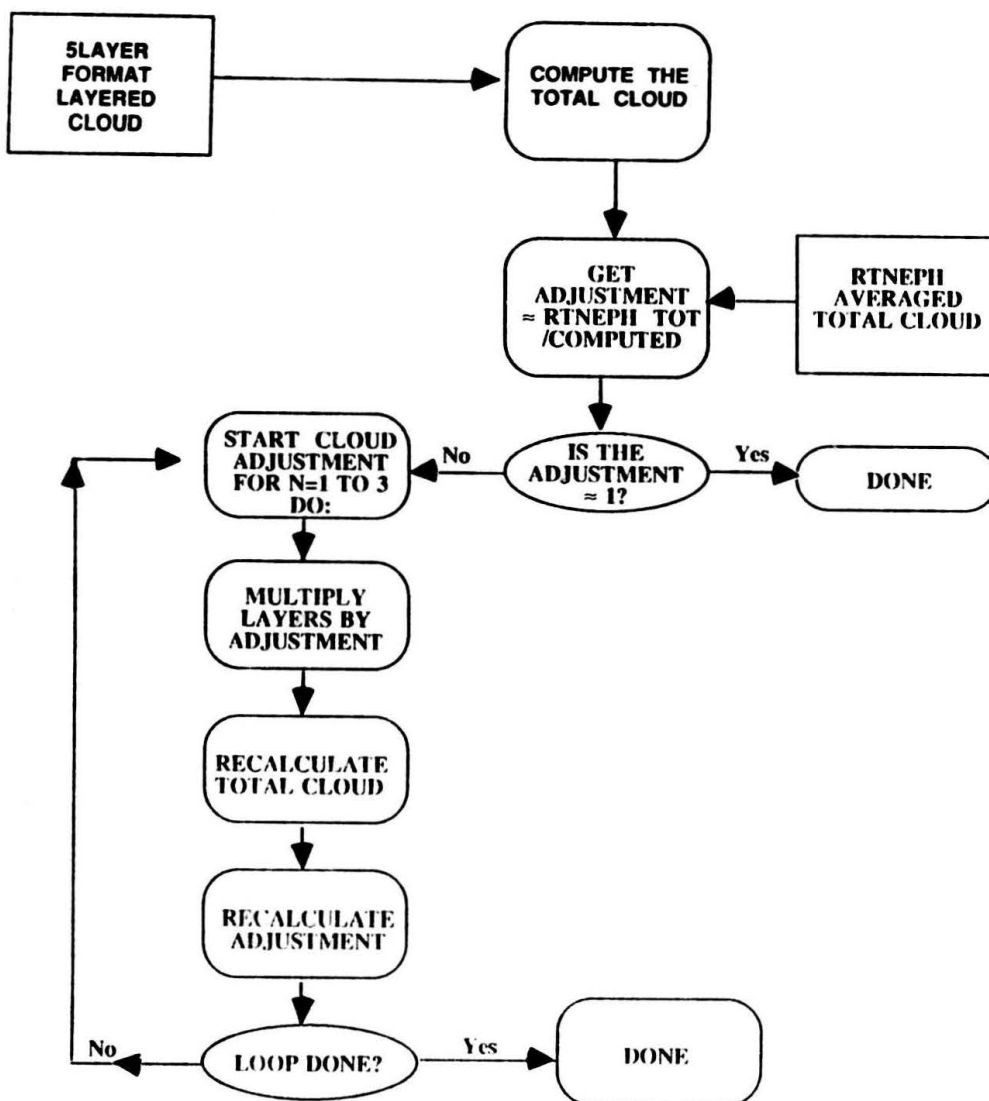 5LAYER
FORMAT
LAYERED
CLOUD
COMPUTE THE
TOTAL CLOUD
GET
ADJUSTMENT
≈ RTNEPH TOT
/COMPUTED
RTNEPH
AVERAGED
TOTAL CLOUD
START CLOUD
ADJUSTMENT
FOR N=1 TO 3
DO:
No
IS THE
ADJUSTMENT
≈ 1?
Yes
DONE
MULTIPLY
LAYERS BY
ADJUSTMENT
RECALCULATE
TOTAL CLOUD
RECALCULATE
ADJUSTMENT
No
LOOP DONE?
Yes
DONE